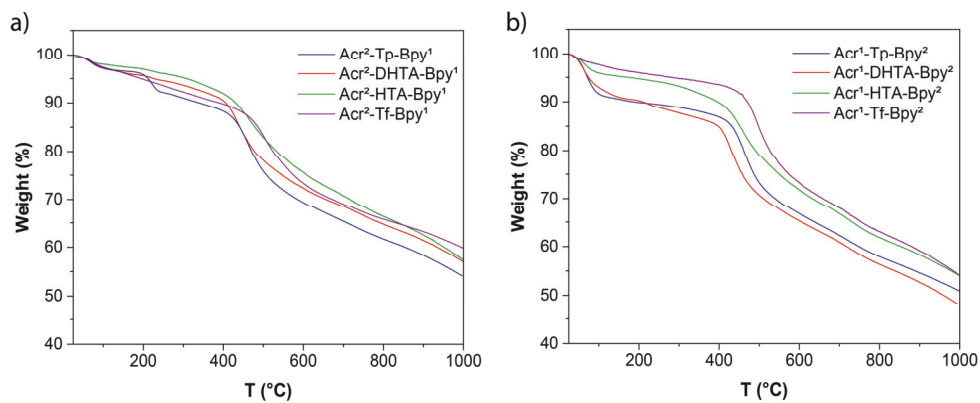 a)
Acr²-Tp-Bpy¹
Acr²-DHTA-Bpy¹
Acr²-HTA-Bpy¹
Acr²-Tf-Bpy¹
100
90
80
70
60
50
40
Weight (%)
200
400
600
800
1000
T (°C)
b)
Acr¹-Tp-Bpy²
Acr¹-DHTA-Bpy²
Acr¹-HTA-Bpy²
Acr¹-Tf-Bpy²
100
90
80
70
60
50
40
Weight (%)
200
400
600
800
1000
T (°C)